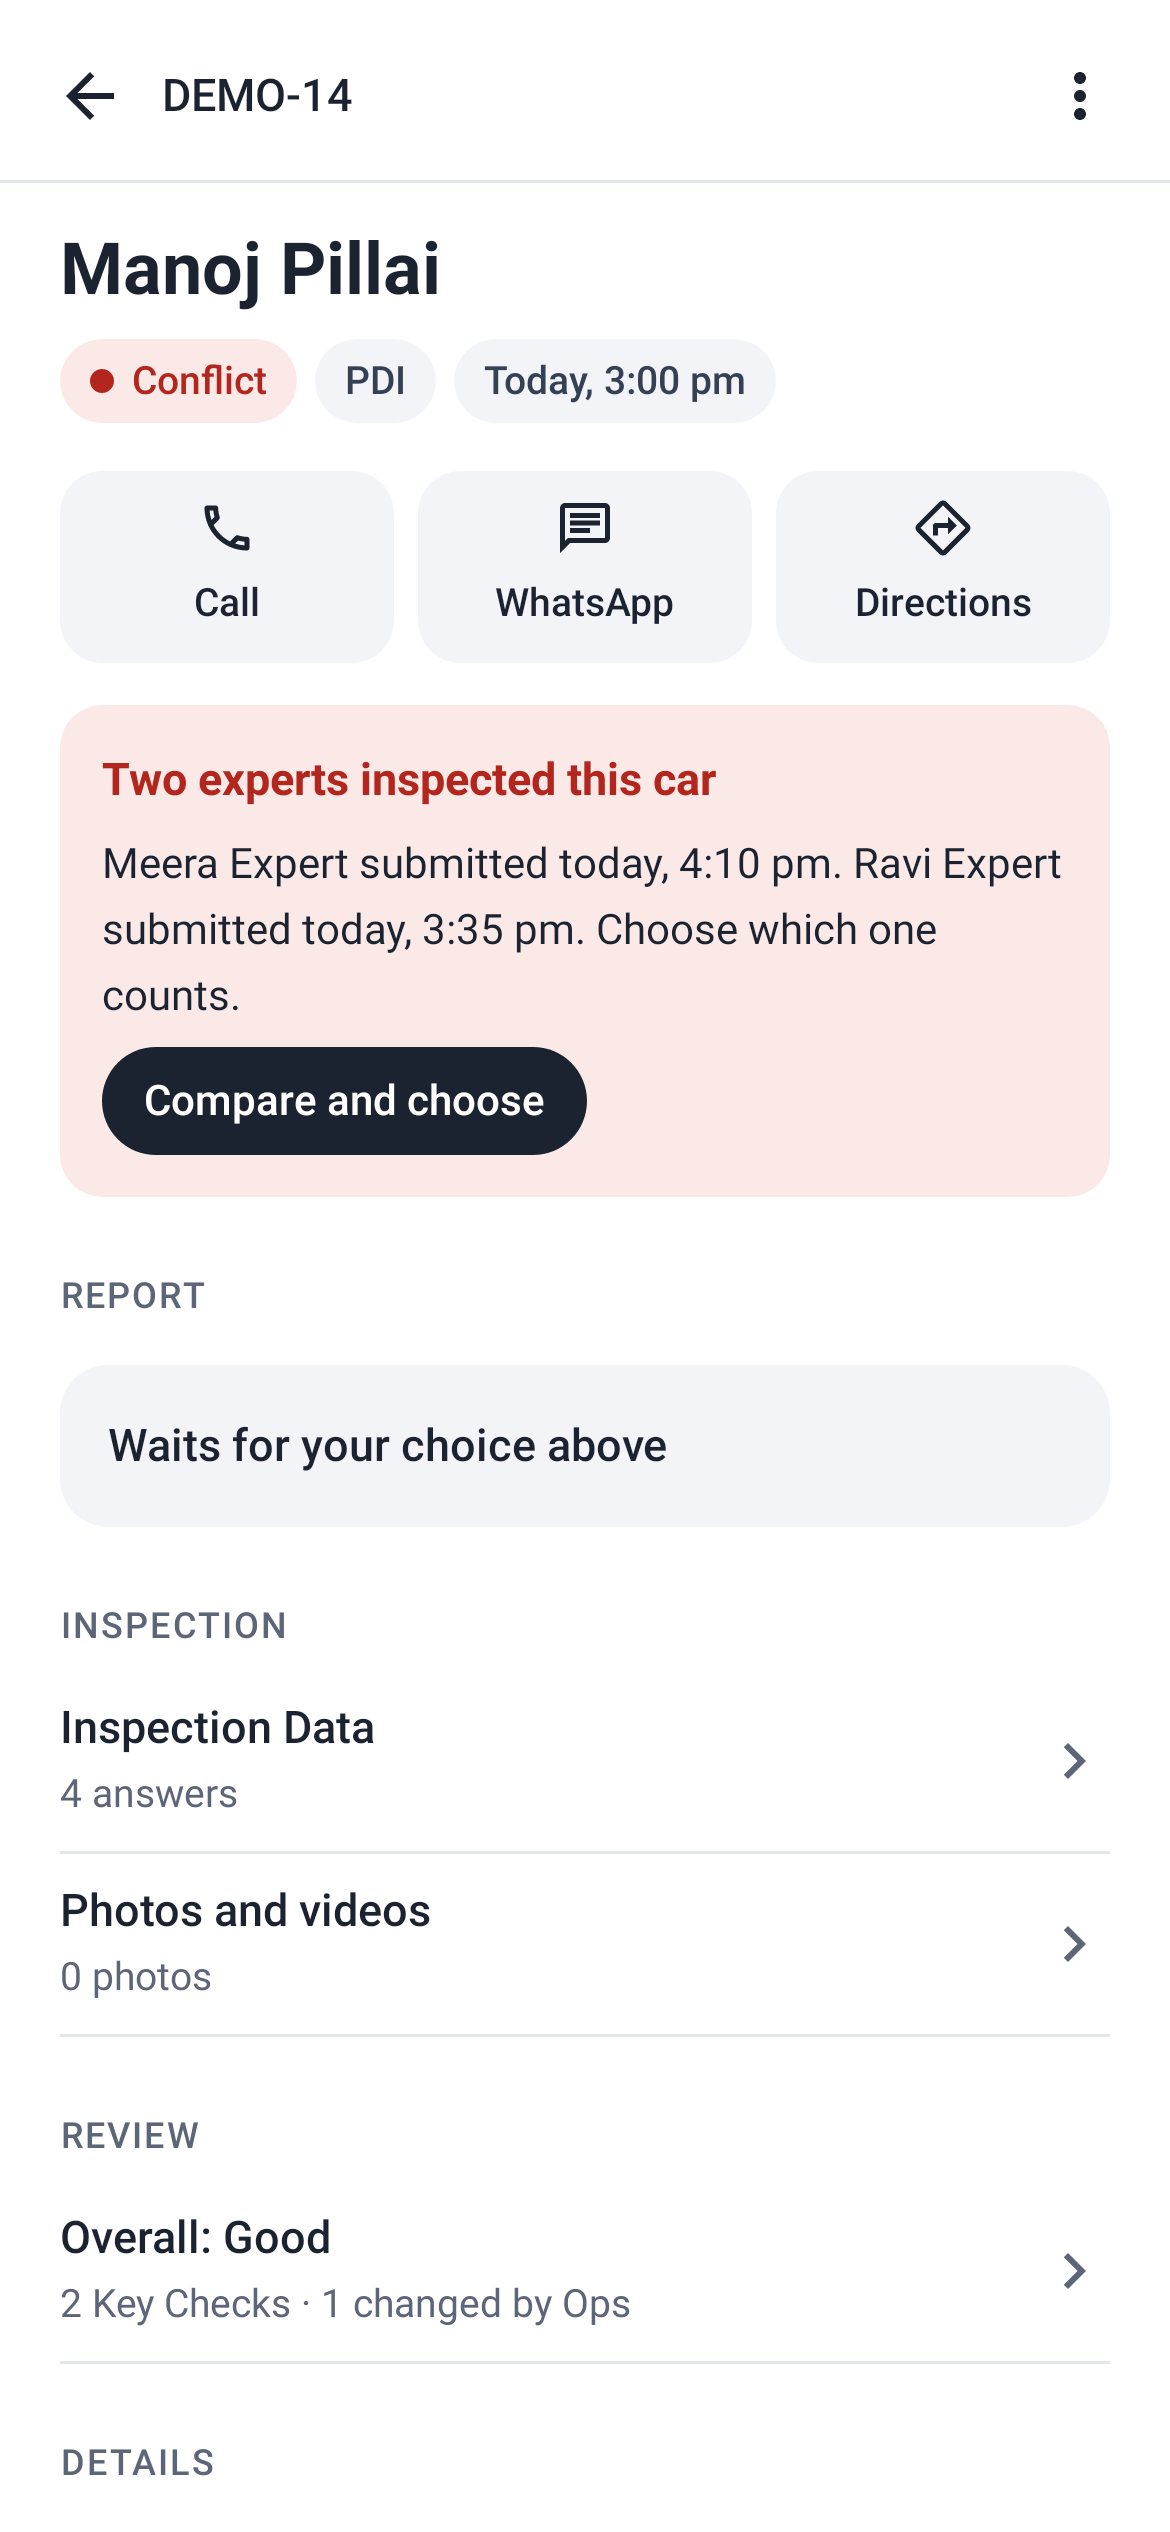 DEMO-14
Manoj Pillai
Conflict
PDI
Today, 3:00 pm
Call
WhatsApp
Directions
Two experts inspected this car
Meera Expert submitted today, 4:10 pm. Ravi Expert
submitted today, 3:35 pm. Choose which one
counts.
Compare and choose
REPORT
Waits for your choice above
INSPECTION
Inspection Data
4 answers
Photos and videos
0 photos
REVIEW
Overall: Good
2 Key Checks · 1 changed by Ops
DETAILS